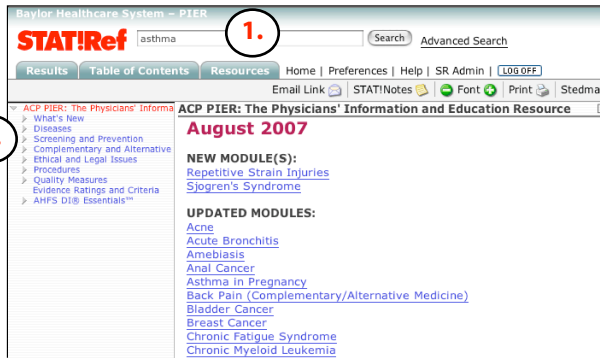 Baylor Healthcare System – PIER
STAT!Ref asthma 1. Search Advanced Search
Results Table of Contents Resources Home | Preferences | Help | SR Admin | LOG OFF
Email Link STAT!Notes Font Print Stedma
ACP PIER: The Physicians' Informa
What's New
Diseases
Screening and Prevention
Complementary and Alternative
Ethical and Legal Issues
Procedures
Quality Measures
Evidence Ratings and Criteria
AHFS DI® Essentials™
ACP PIER: The Physicians' Information and Education Resource
August 2007
NEW MODULE(S):
Repetitive Strain Injuries
Sjogren's Syndrome
UPDATED MODULES:
Acne
Acute Bronchitis
Amebiasis
Anal Cancer
Asthma in Pregnancy
Back Pain (Complementary/Alternative Medicine)
Bladder Cancer
Breast Cancer
Chronic Fatigue Syndrome
Chronic Myeloid Leukemia